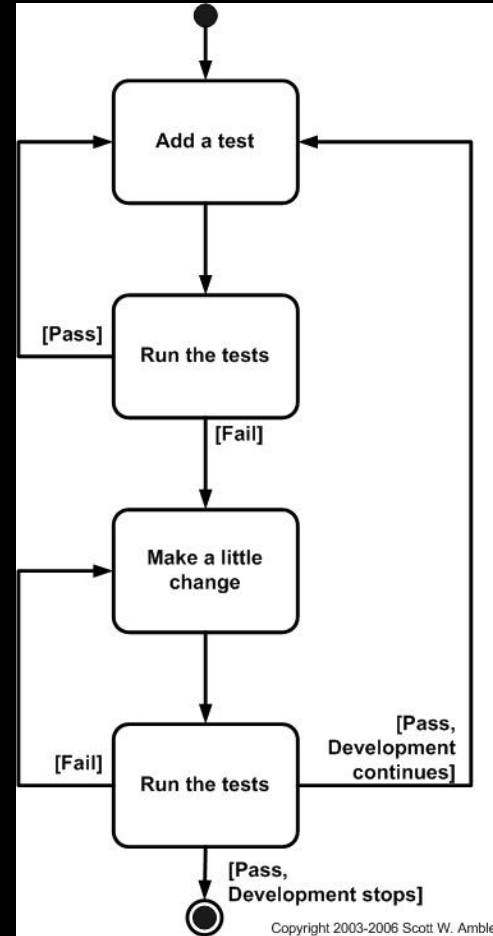 Add a test
[Pass]
Run the tests
[Fail]
Make a little
change
[Pass,
Development
continues]
[Fail]
Run the tests
[Pass,
Development stops]
Copyright 2003-2006 Scott W.